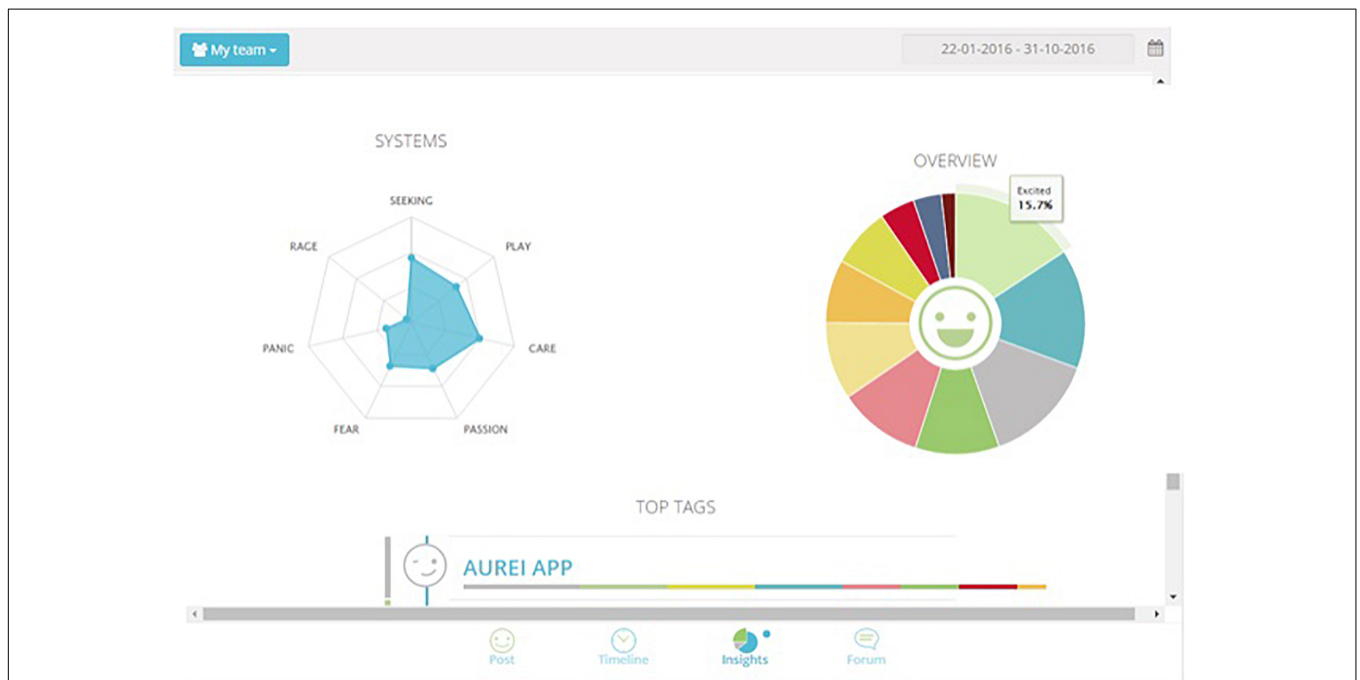 My team
22-01-2016 - 31-10-2016
SYSTEMS
SEEKING
RAGE
PLAY
PANIC
CARE
FEAR
PASSION
OVERVIEW
Excited
15.7%
TOP TAGS
AUREI APP
Post
Timeline
Insights
Forum